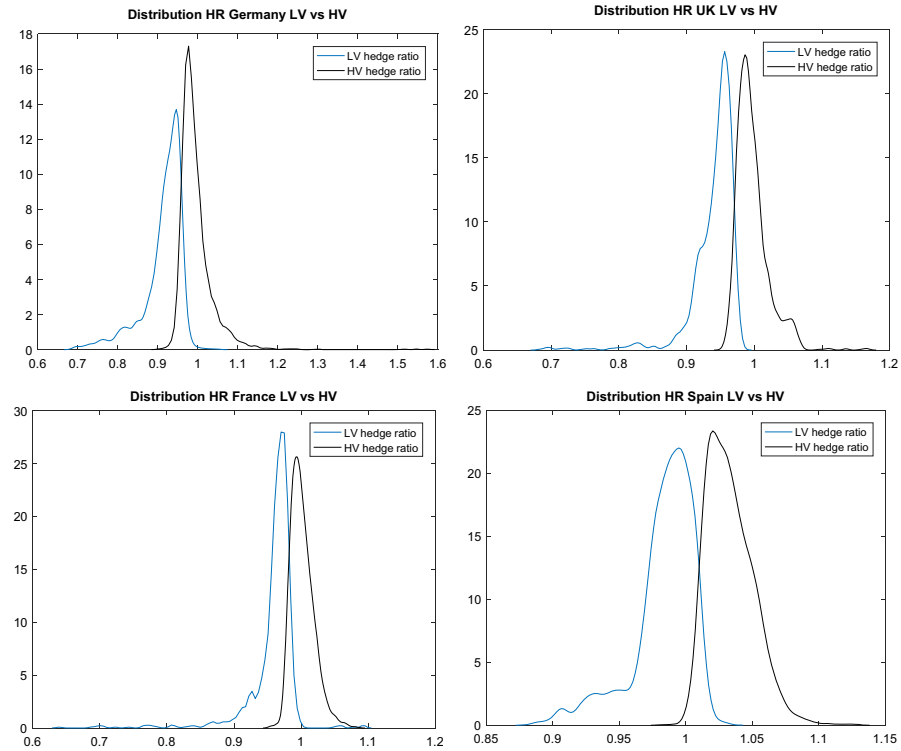 Distribution HR Germany LV vs HV
18
16
14
12
10
8
6
4
2
0
0.6 0.7 0.8 0.9 1 1.1 1.2 1.3 1.4 1.5 1.6
LV hedge ratio
HV hedge ratio
Distribution HR UK LV vs HV
25
20
15
10
5
0
0.6 0.7 0.8 0.9 1 1.1 1.2
LV hedge ratio
HV hedge ratio
Distribution HR France LV vs HV
30
25
20
15
10
5
0
0.6 0.7 0.8 0.9 1 1.1 1.2
LV hedge ratio
HV hedge ratio
Distribution HR Spain LV vs HV
25
20
15
10
5
0
0.85 0.9 0.95 1 1.05 1.1 1.15
LV hedge ratio
HV hedge ratio